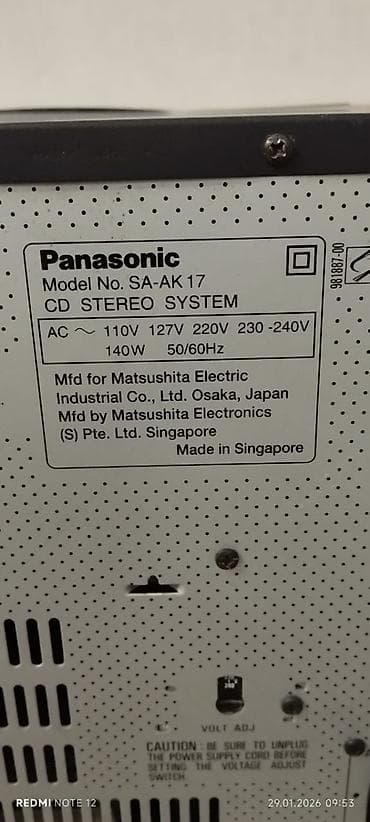 Panasonic
Model No. SA-AK 17
CD STEREO SYSTEM
AC ～ 110V 127V 220V 230 -240V
140W 50/60Hz
Mfd for Matsushita Electric
Industrial Co., Ltd. Osaka, Japan
Mfd by Matsushita Electronics
(S) Pte. Ltd. Singapore
Made in Singapore
981887-00
VOLT ADJ
CAUTION : BE SURE TO UNPLUG
THE POWER SUPPLY CORD BEFORE
SETTING THE VOLTAGE ADJUST
SWITCH.
REDMI NOTE 12
29.01.2026 09:53